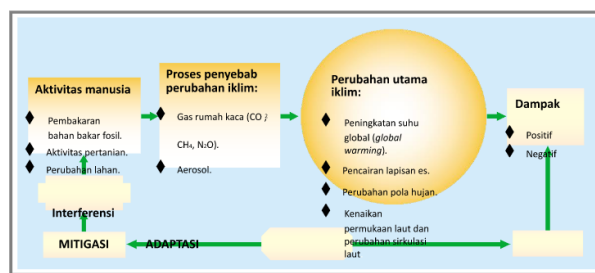 Aktivitas manusia
Pembakaran
bahan bakar fosil.
Aktivitas pertanian.
Perubahan lahan.
Proses penyebab
perubahan iklim:
Gas rumah kaca (CO ;
CH₄, N₂O).
Aerosol.
Perubahan utama
iklim:
Peningkatan suhu
global (global
warming).
Pencairan lapisan es.
Perubahan pola hujan.
Kenaikan
permukaan laut dan
perubahan sirkulasi
laut
Dampak
Positif
Negatif
Interferensi
MITIGASI
ADAPTASI